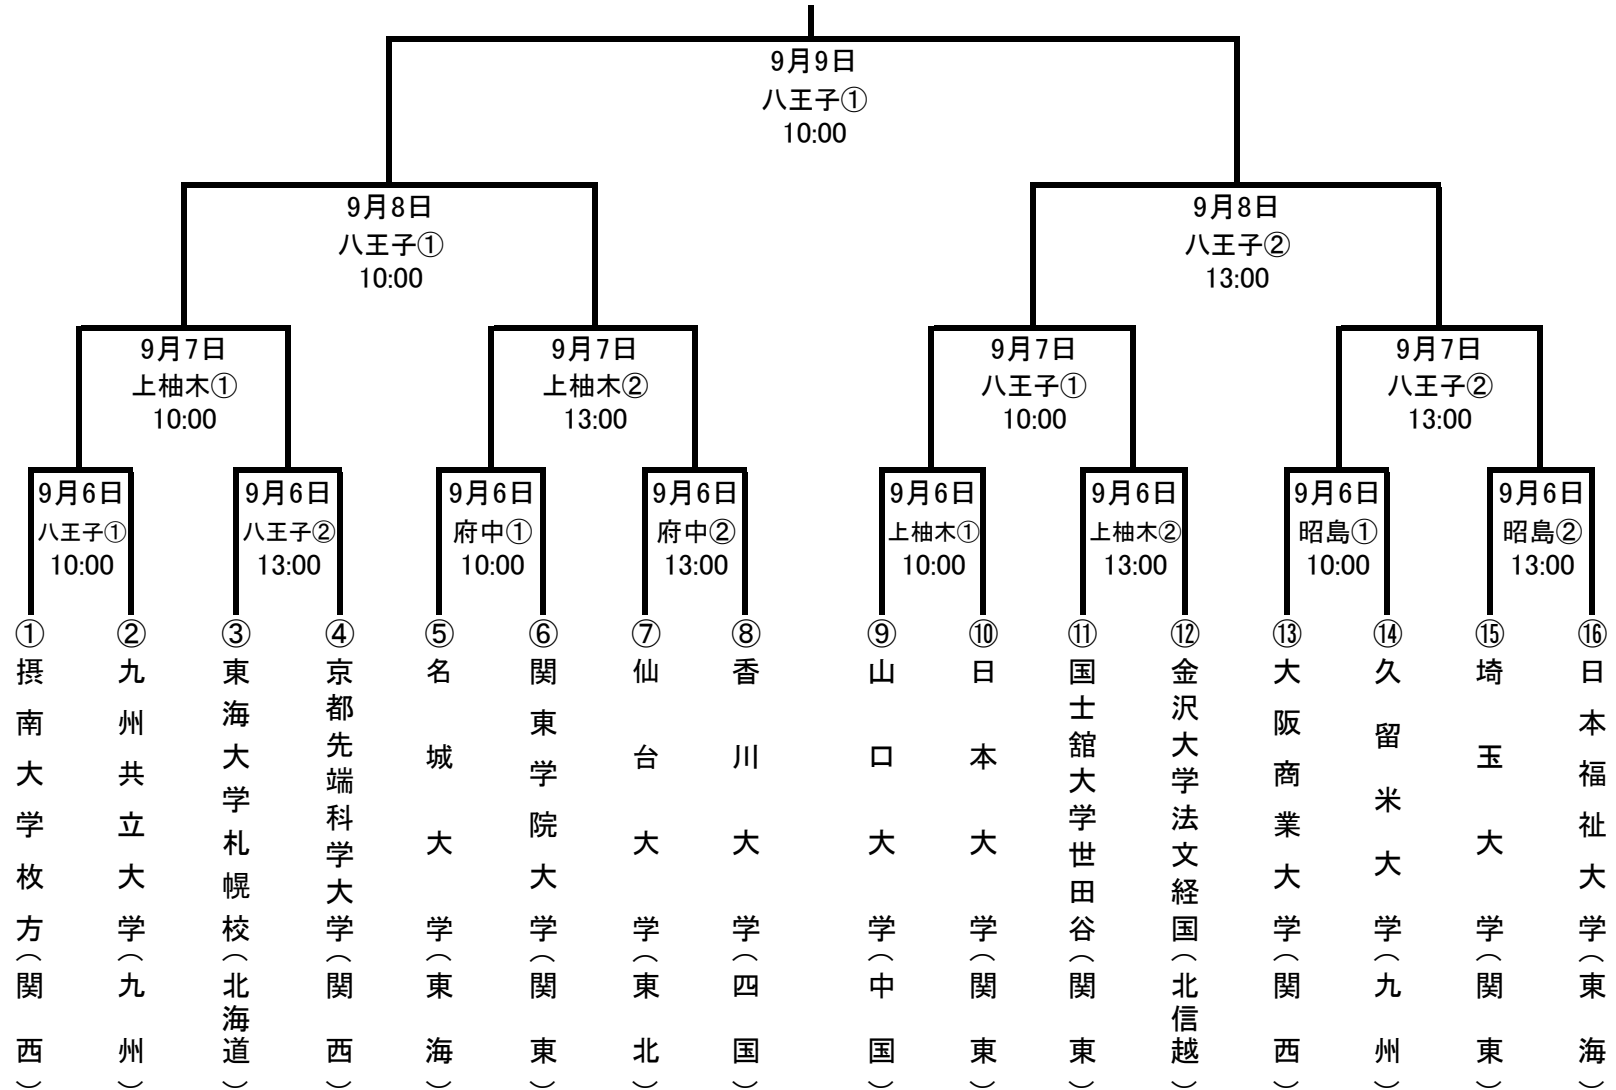 9月9日
八王子①
10:00
9月8日
八王子①
10:00
9月8日
八王子②
13:00
9月7日
上柚木①
10:00
9月7日
上柚木②
13:00
9月7日
八王子①
10:00
9月7日
八王子②
13:00
9月6日
八王子①
10:00
9月6日
八王子②
13:00
9月6日
府中①
10:00
9月6日
府中②
13:00
9月6日
上柚木①
10:00
9月6日
上柚木②
13:00
9月6日
昭島①
10:00
9月6日
昭島②
13:00
①
摂南大学枚方（関西）
②
九州共立大学（九州）
③
東海大学札幌校（北海道）
④
京都先端科学大学（関西）
⑤
名城大学（東海）
⑥
関東学院大学（関東）
⑦
仙台大学（東北）
⑧
香川大学（四国）
⑨
山口大学（中国）
⑩
日本大学（関東）
⑪
国士舘大学世田谷（関東）
⑫
金沢大学法文経国（北信越）
⑬
大阪商業大学（関西）
⑭
久留米大学（九州）
⑮
埼玉大学（関東）
⑯
日本福祉大学（東海）